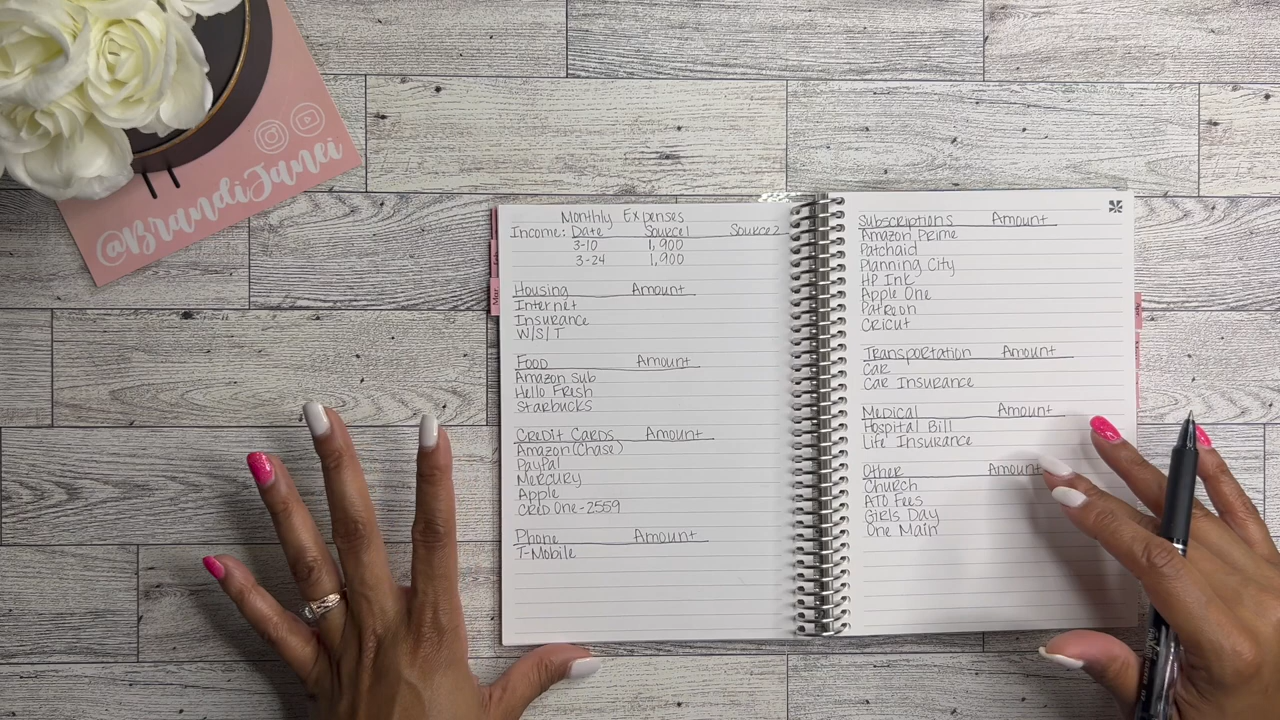 @BrandiJanei
Monthly Expenses
Income: Date Source1 Source2
3-10 1,900
3-24 1,900
Housing Amount
Internet
Insurance
W/S/T
Food Amount
Amazon Sub
Hello Fresh
Starbucks
Credit Cards Amount
Amazon (Chase)
PayPal
Mercury
Apple
Cred One-2559
Phone Amount
T-Mobile
Mar
Subscriptions Amount
Amazon Prime
Patchaid
Planning City
HP Ink
Apple One
Patreon
Cricut
Transportation Amount
Car
Car Insurance
Medical Amount
Hospital Bill
Life Insurance
Other Amount
Church
ATO Fees
Girls Day
One Main